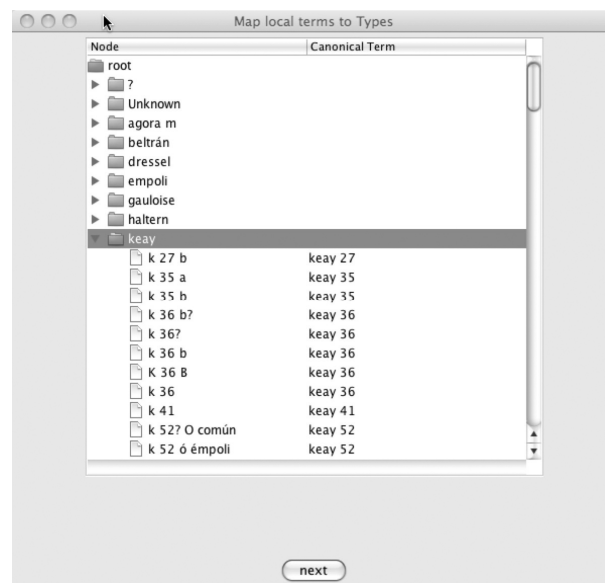 Map local terms to Types
Node Canonical Term
root
?
Unknown
agora m
beltrán
dressel
empoli
gauloise
haltern
keay
k 27 b keay 27
k 35 a keay 35
k 35 b keay 35
k 36 b? keay 36
k 36? keay 36
k 36 b keay 36
K 36 B keay 36
k 36 keay 36
k 41 keay 41
k 52? O común keay 52
k 52 ó émpoli keay 52
next